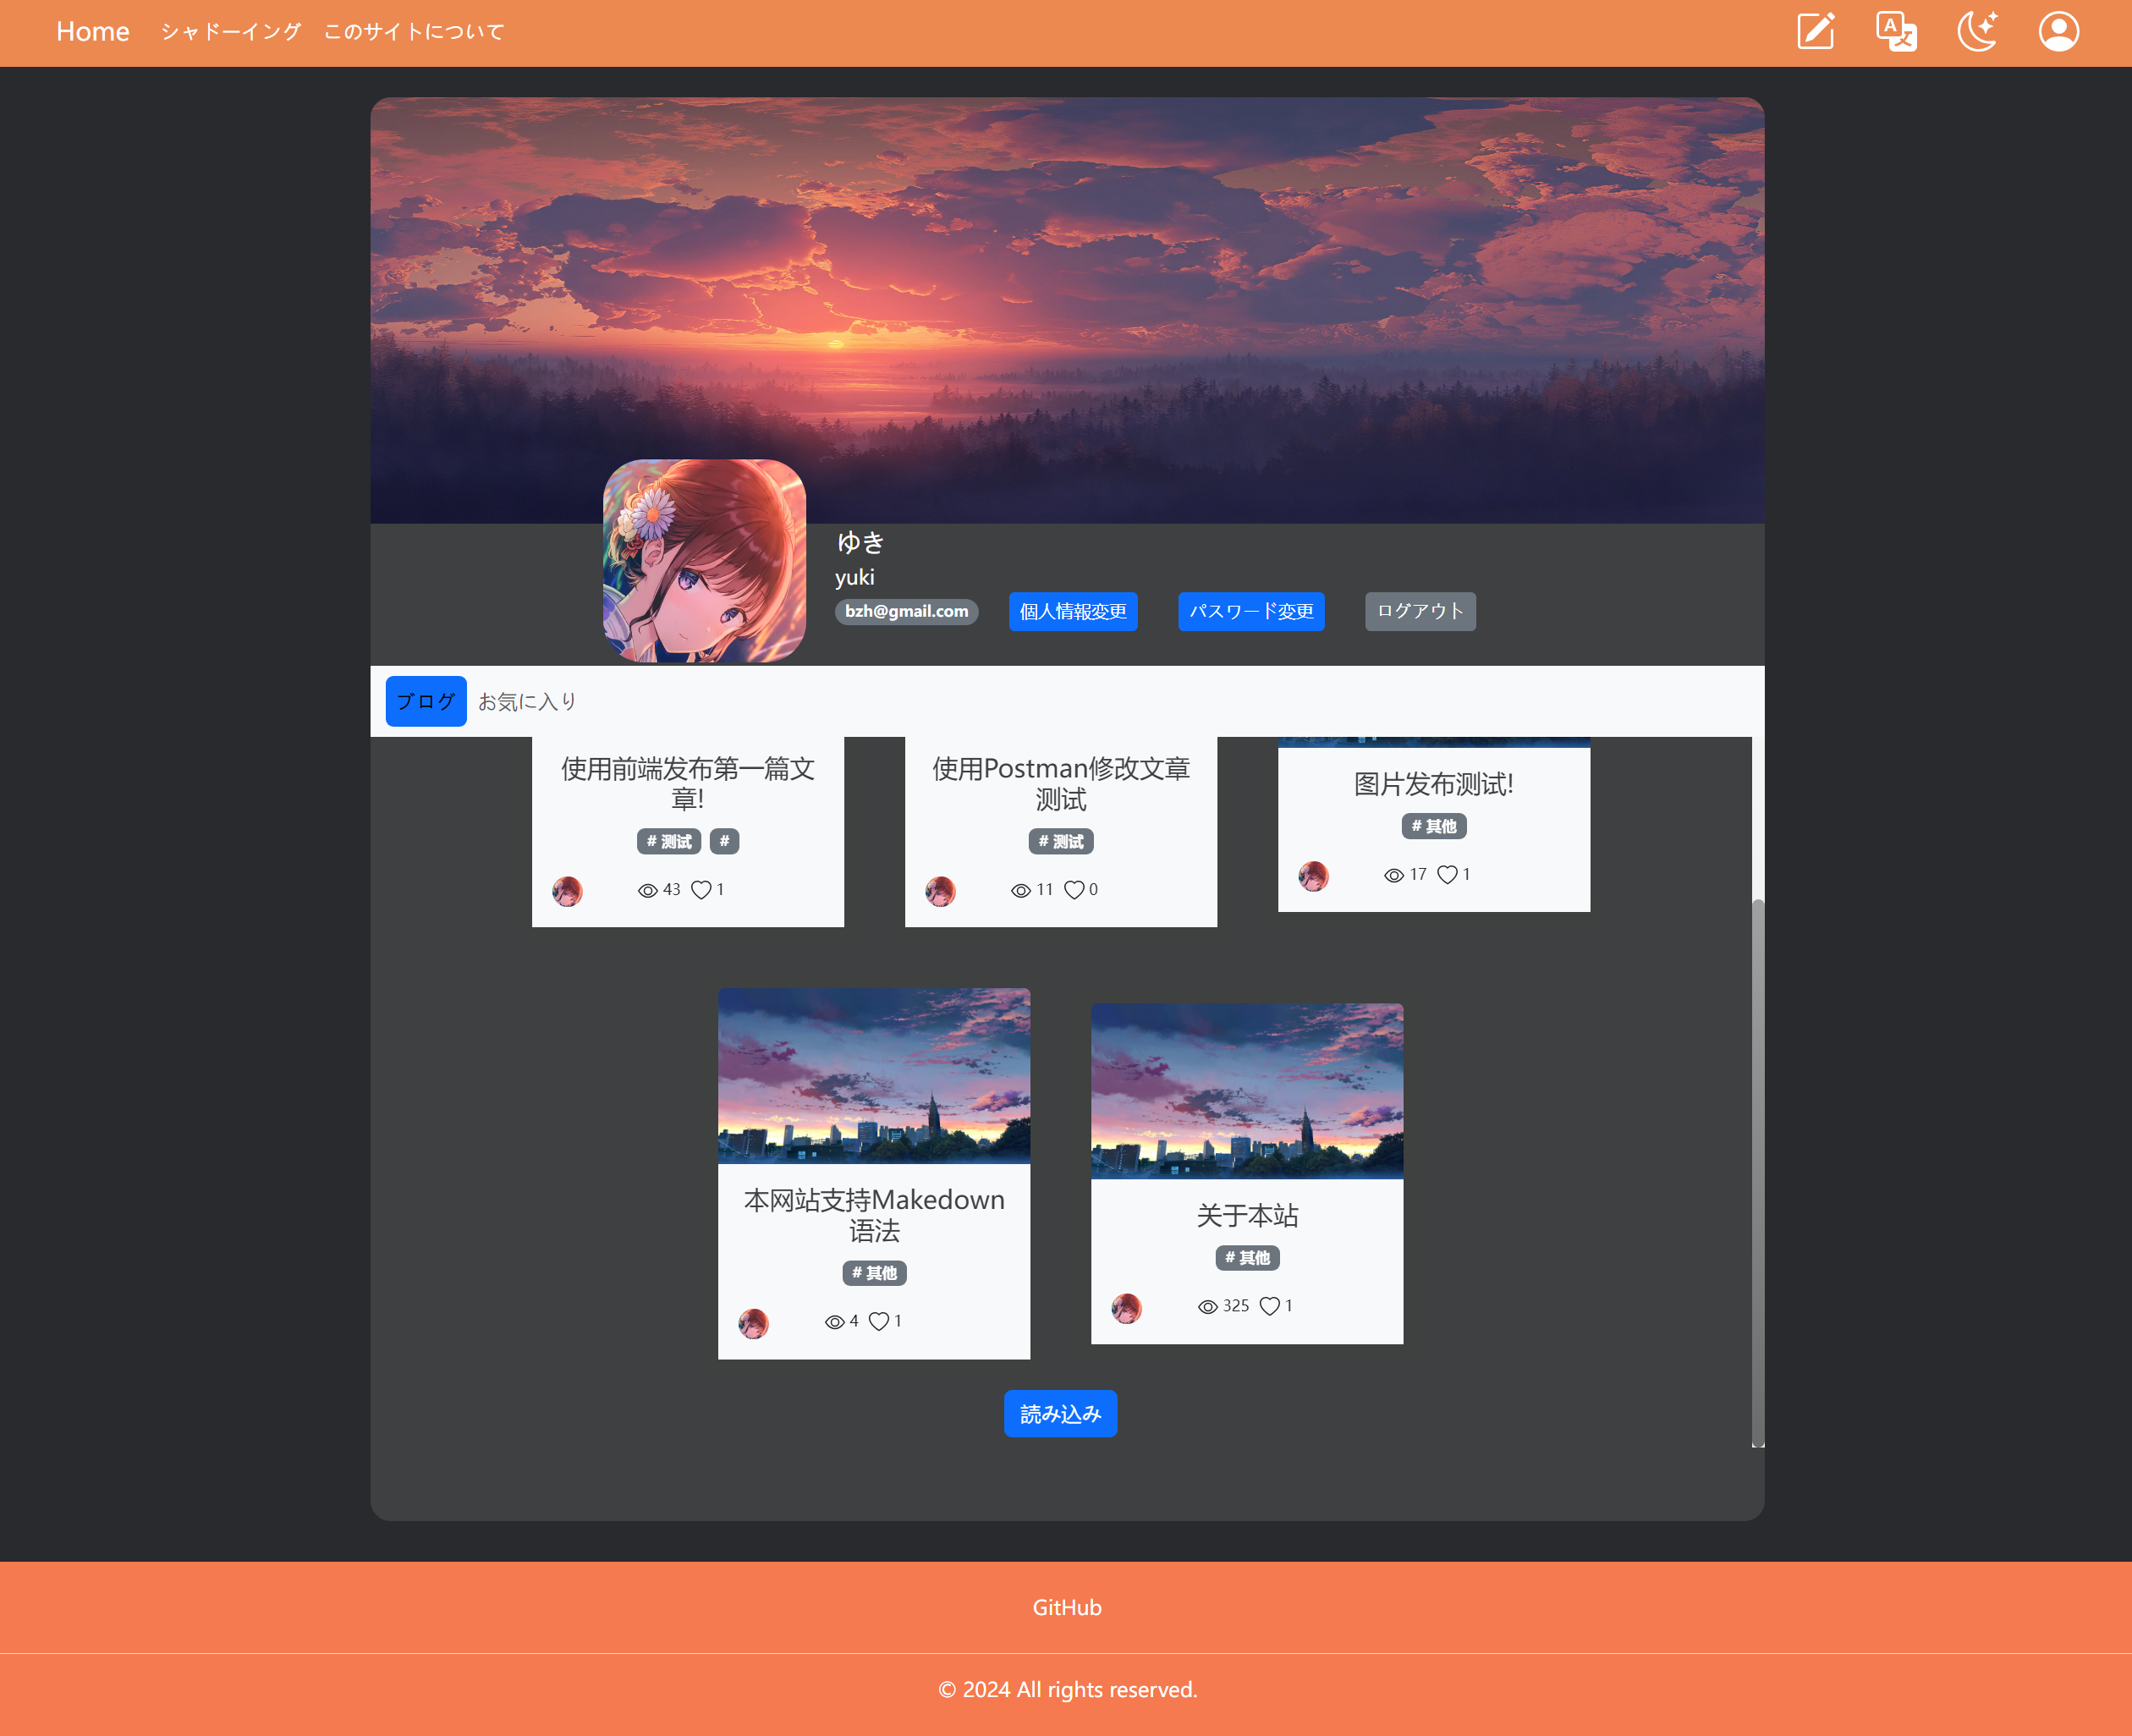 Home シャドーイング このサイトについて
ゆき
yuki
bzh@gmail.com 個人情報変更 パスワード変更 ログアウト
ブログ お気に入り
使用前端发布第一篇文
章!
# 测试 #
43 1
使用Postman修改文章
测试
# 测试
11 0
图片发布测试!
# 其他
17 1
本网站支持Makedown
语法
# 其他
4 1
关于本站
# 其他
325 1
読み込み
GitHub
© 2024 All rights reserved.